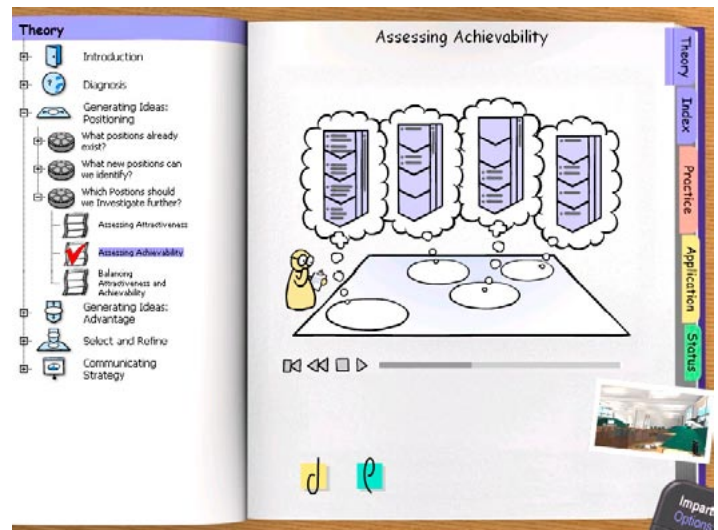 Theory
Introduction
Diagnosis
Generating Ideas:
Positioning
What positions already
exist?
What new positions can
we identify?
Which Postions should
we Investigate further?
Assessing Attractiveness
Assessing Achievability
Balancing
Attractiveness and
Achievability
Generating Ideas:
Advantage
Select and Refine
Communicating
Strategy
Assessing Achievability
d
e
Theory
Index
Practice
Application
Status
Impart
Options